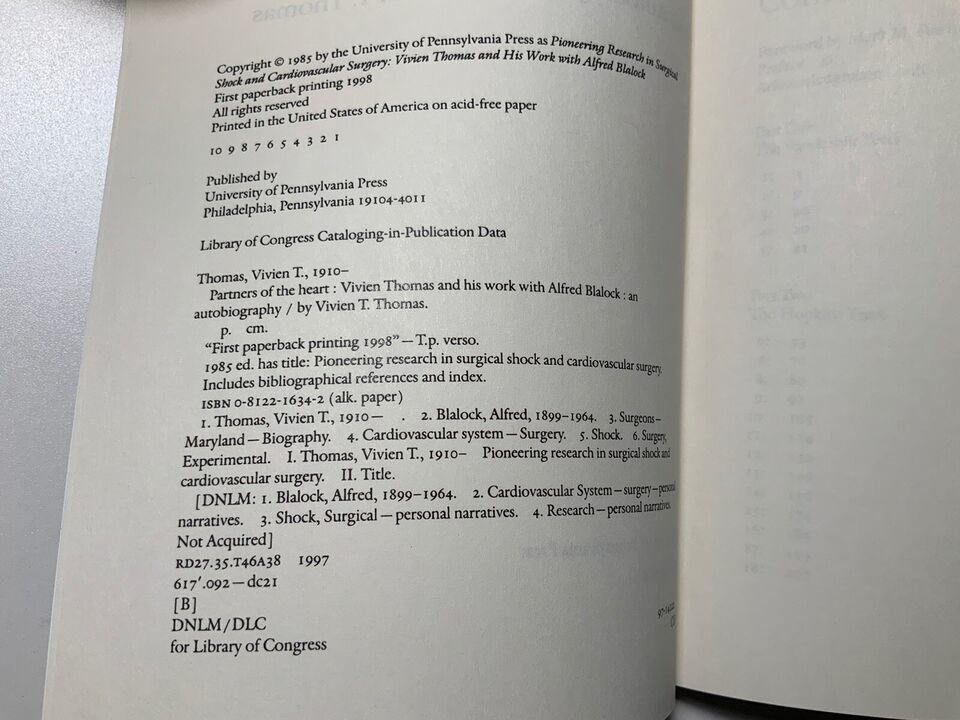 Copyright © 1985 by the University of Pennsylvania Press as Pioneering Research in Surgical
Shock and Cardiovascular Surgery: Vivien Thomas and His Work with Alfred Blalock
First paperback printing 1998
All rights reserved
Printed in the United States of America on acid-free paper
10 9 8 7 6 5 4 3 2 1
Published by
University of Pennsylvania Press
Philadelphia, Pennsylvania 19104-4011
Library of Congress Cataloging-in-Publication Data
Thomas, Vivien T., 1910–
Partners of the heart : Vivien Thomas and his work with Alfred Blalock : an
autobiography / by Vivien T. Thomas.
p. cm.
“First paperback printing 1998”—T.p. verso.
1985 ed. has title: Pioneering research in surgical shock and cardiovascular surgery.
Includes bibliographical references and index.
ISBN 0-8122-1634-2 (alk. paper)
1. Thomas, Vivien T., 1910— . 2. Blalock, Alfred, 1899–1964. 3. Surgeons–
Maryland—Biography. 4. Cardiovascular system—Surgery. 5. Shock. 6. Surgery,
Experimental. I. Thomas, Vivien T., 1910– Pioneering research in surgical shock and
cardiovascular surgery. II. Title.
[DNLM: 1. Blalock, Alfred, 1899–1964. 2. Cardiovascular System—surgery—personal
narratives. 3. Shock, Surgical—personal narratives. 4. Research—personal narratives.
Not Acquired]
RD27.35.T46A38 1997
617'.092—dc21
[B]
DNLM/DLC
for Library of Congress